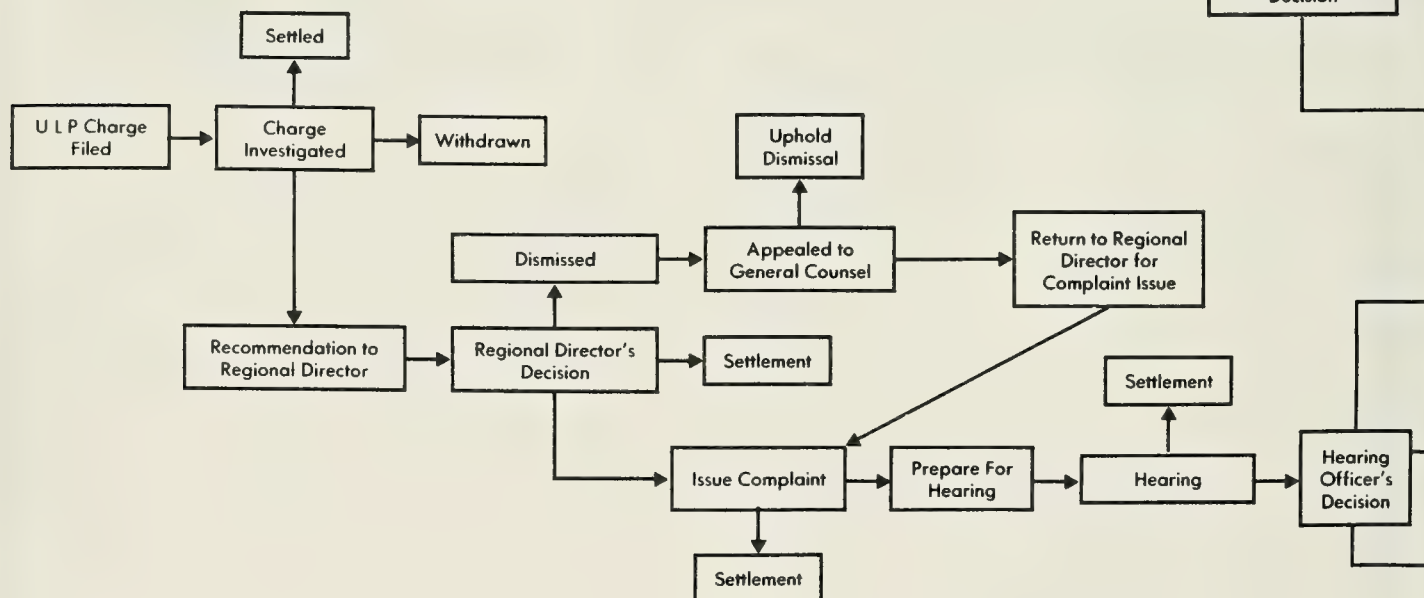 Decision
Settled
U L P Charge
Filed
Charge
Investigated
Withdrawn
Uphold
Dismissal
Dismissed
Appealed to
General Counsel
Return to Regional
Director for
Complaint Issue
Recommendation to
Regional Director
Regional Director's
Decision
Settlement
Settlement
Issue Complaint
Prepare For
Hearing
Hearing
Hearing
Officer's
Decision
Settlement